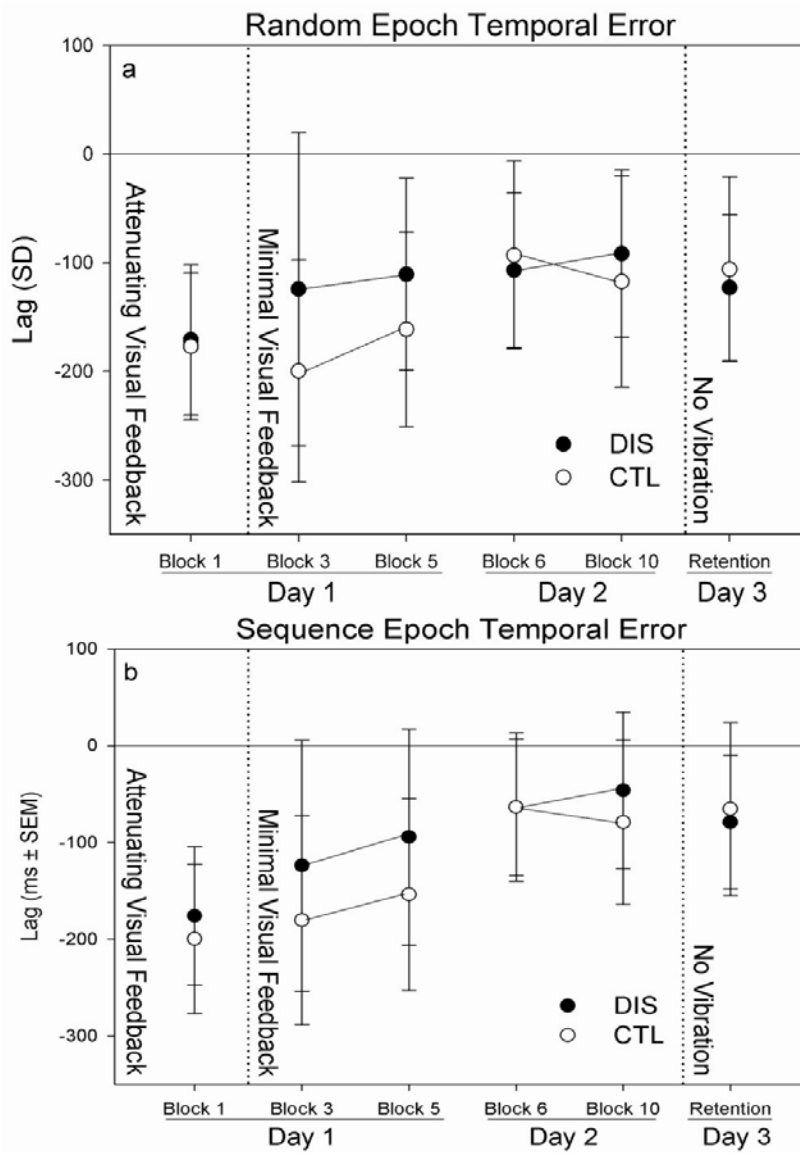 Random Epoch Temporal Error
a
100
0
-100
-200
-300
Lag (SD)
Attenuating Visual Feedback
Minimal Visual Feedback
No Vibration
DIS
CTL
Block 1 Block 3 Block 5 Block 6 Block 10 Retention
Day 1 Day 2 Day 3
Sequence Epoch Temporal Error
b
100
0
-100
-200
-300
Lag (ms ± SEM)
Attenuating Visual Feedback
Minimal Visual Feedback
No Vibration
DIS
CTL
Block 1 Block 3 Block 5 Block 6 Block 10 Retention
Day 1 Day 2 Day 3